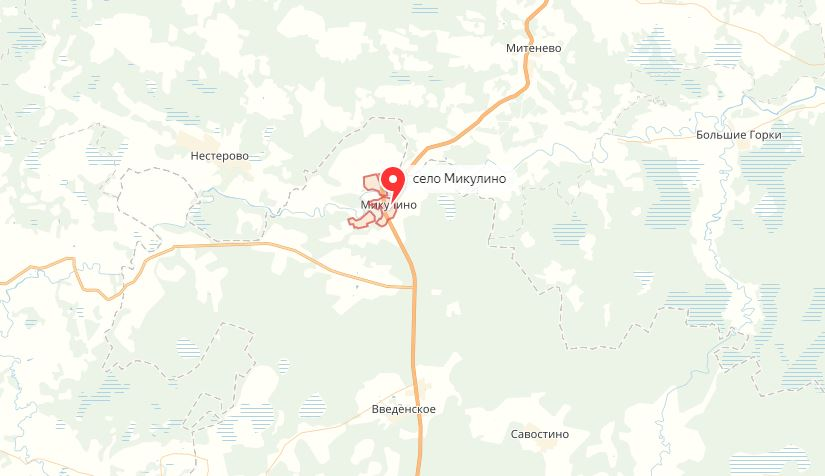 Митенево
Большие Горки
Нестерово
село Микулино
Микулино
Введенское
Савостино